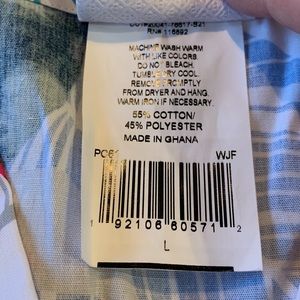 RN# 116692
MACHINE WASH WARM
WITH LIKE COLORS.
DO NOT BLEACH.
TUMBLE DRY COOL.
REMOVE PROMPTLY
FROM DRYER AND HANG.
WARM IRON IF NECESSARY.
55% COTTON/
45% POLYESTER
MADE IN GHANA
WJF
1 92106 60571 2
L